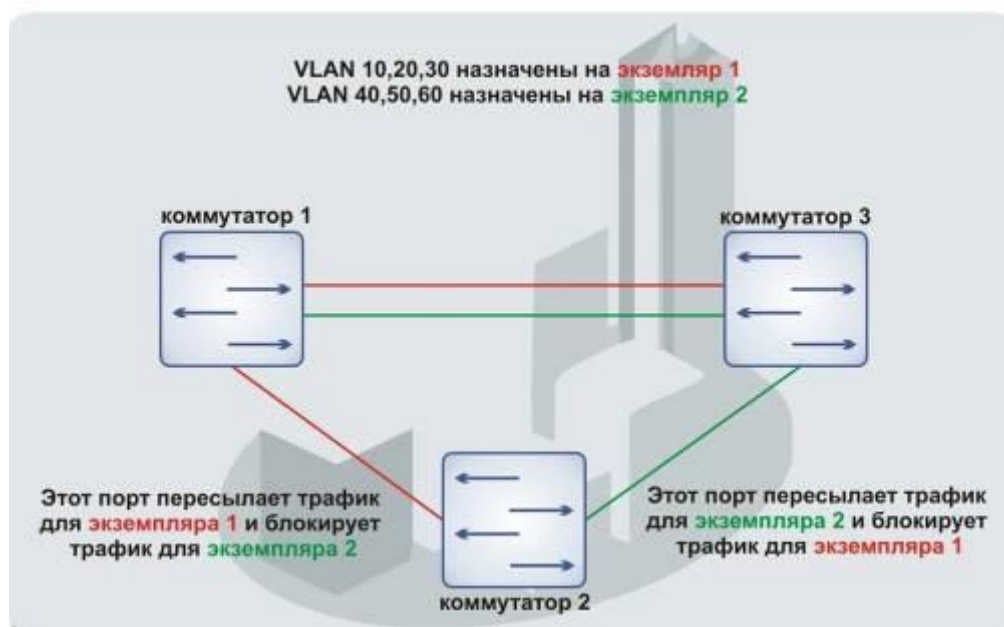 VLAN 10,20,30 назначены на экземляр 1
VLAN 40,50,60 назначены на экземпляр 2
коммутатор 1
коммутатор 3
Этот порт пересылает трафик
для экземпляра 1 и блокирует
трафик для экземпляра 2
Этот порт пересылает трафик
для экземпляра 2 и блокирует
трафик для экземпляра 1
коммутатор 2